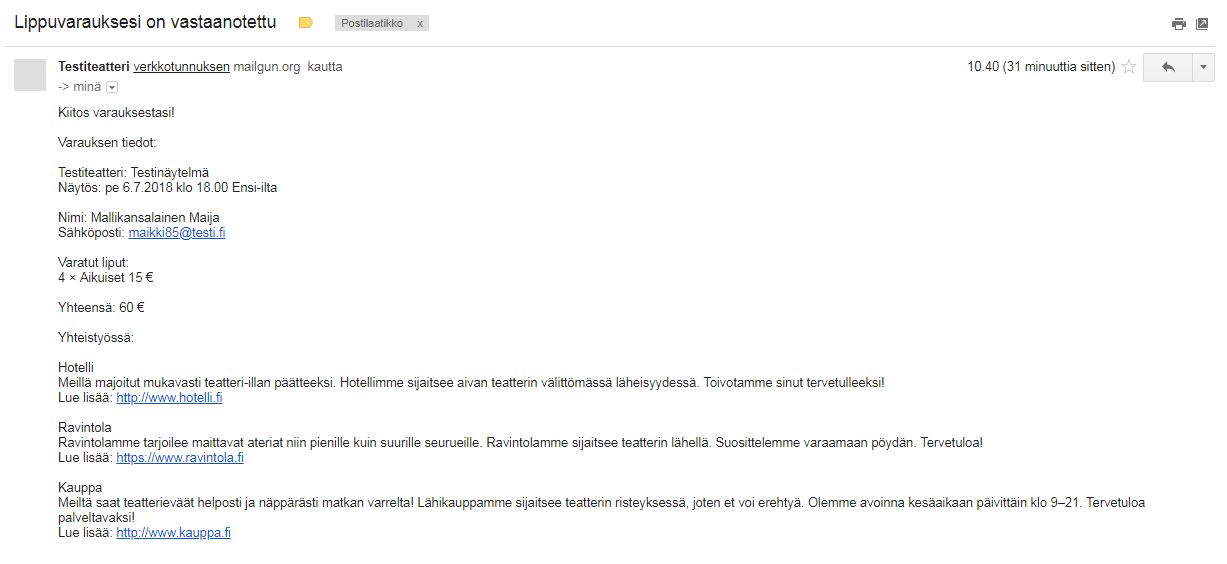 Lippuvarauksesi on vastaanotettu
Postilaatikko x
Testiteatteri verkkotunnuksen mailgun.org kautta
10.40 (31 minuuttia sitten)
-> minä
Kiitos varauksestasi!
Varauksen tiedot:
Testiteatteri: Testinäytelmä
Näytös: pe 6.7.2018 klo 18.00 Ensi-ilta
Nimi: Mallikansalainen Maija
Sähköposti: maikki85@testi.fi
Varatut liput:
4 × Aikuiset 15 €
Yhteensä: 60 €
Yhteistyössä:
Hotelli
Meillä majoitut mukavasti teatteri-illan päätteeksi. Hotellimme sijaitsee aivan teatterin välittömässä läheisyydessä. Toivotamme sinut tervetulleeksi!
Lue lisää: http://www.hotelli.fi
Ravintola
Ravintolamme tarjoilee maittavat ateriat niin pienille kuin suurille seurueille. Ravintolamme sijaitsee teatterin lähellä. Suosittelemme varaamaan pöydän. Tervetuloa!
Lue lisää: https://www.ravintola.fi
Kauppa
Meiltä saat teatterieväät helposti ja näppärästi matkan varrelta! Lähikauppamme sijaitsee teatterin risteyksessä, joten et voi erehtyä. Olemme avoinna kesäaikaan päivittäin klo 9–21. Tervetuloa
palveltavaksi!
Lue lisää: http://www.kauppa.fi